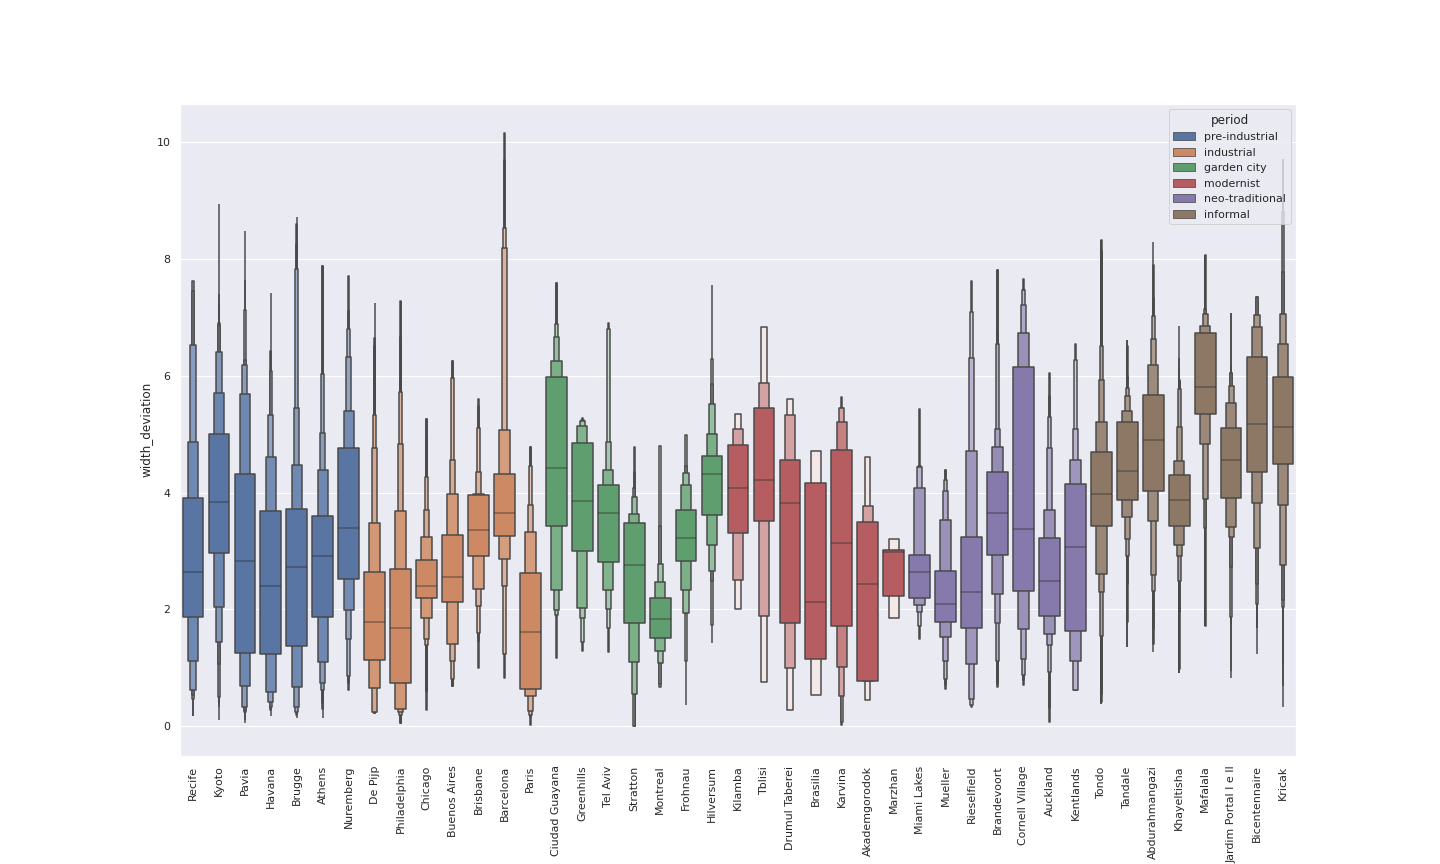 period
pre-industrial
industrial
garden city
modernist
neo-traditional
informal
width_deviation
10
8
6
4
2
0
Recife
Kyoto
Pavia
Havana
Brugge
Athens
Nuremberg
De Pijp
Philadelphia
Chicago
Buenos Aires
Brisbane
Barcelona
Paris
Ciudad Guayana
Greenhills
Tel Aviv
Stratton
Montreal
Frohnau
Hilversum
Kilamba
Tblisi
Drumul Taberei
Brasilia
Karvina
Akademgorodok
Marzhan
Miami Lakes
Mueller
Rieselfield
Brandevoort
Cornell Village
Auckland
Kentlands
Tondo
Tandale
Abdurahmangazi
Khayeltisha
Mafalala
Jardim Portal I e II
Bicentennaire
Kricak